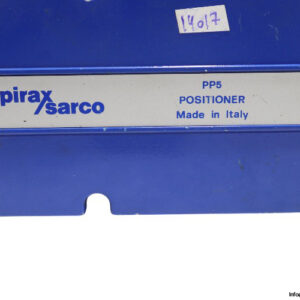 14017
pirax
sarco
PP5
POSITIONER
Made in Italy